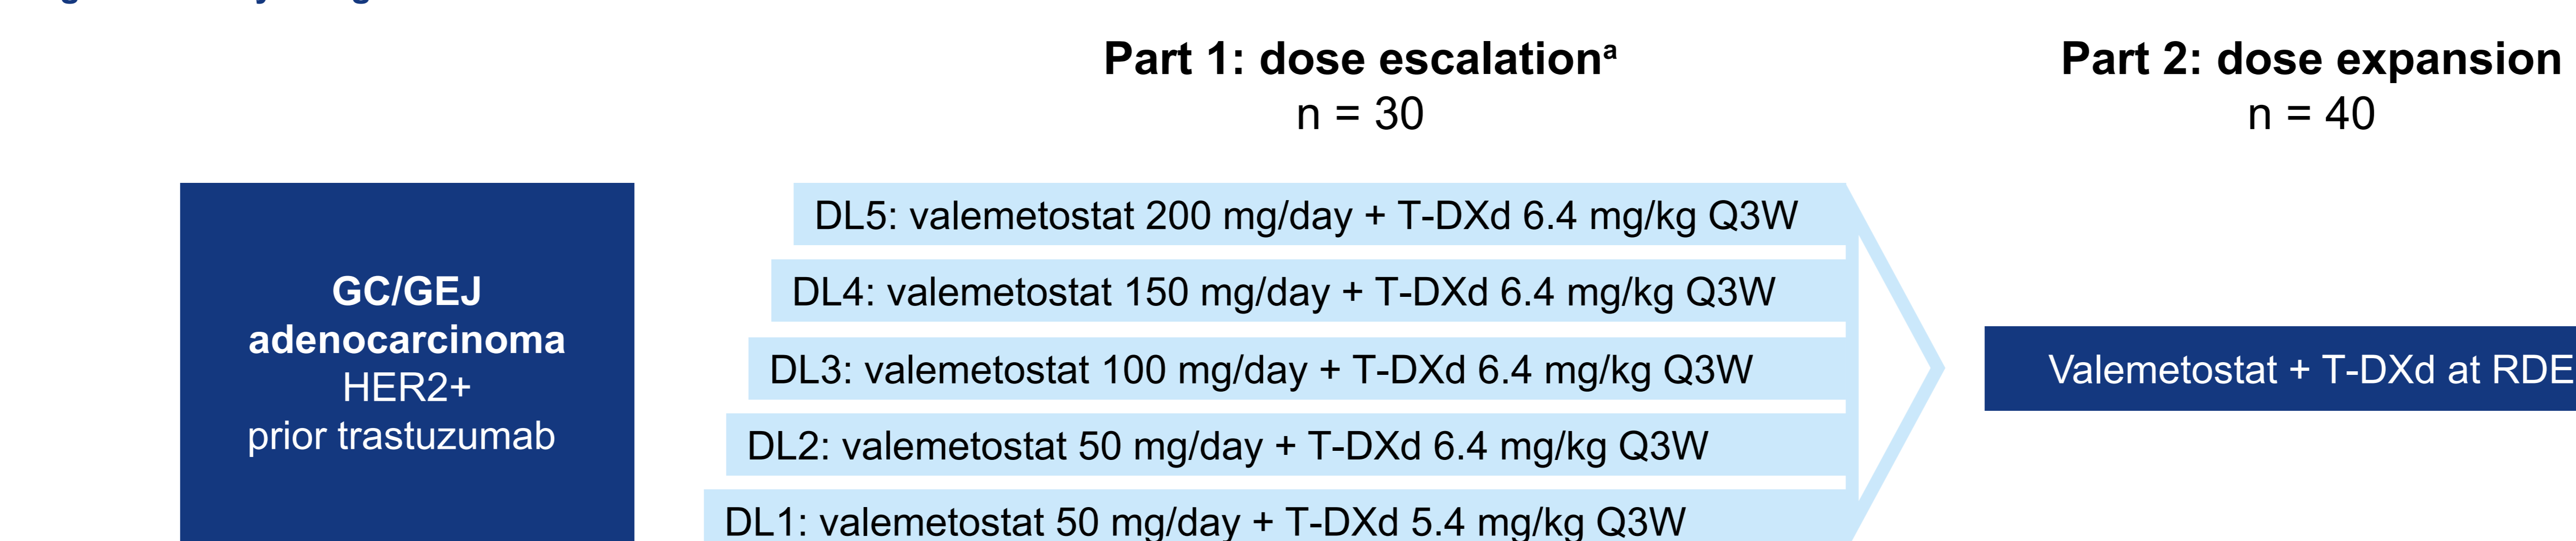 Part 1: dose escalationᵃ
n = 30
Part 2: dose expansion
n = 40
GC/GEJ
adenocarcinoma
HER2+
prior trastuzumab
DL5: valemetostat 200 mg/day + T-DXd 6.4 mg/kg Q3W
DL4: valemetostat 150 mg/day + T-DXd 6.4 mg/kg Q3W
DL3: valemetostat 100 mg/day + T-DXd 6.4 mg/kg Q3W
DL2: valemetostat 50 mg/day + T-DXd 6.4 mg/kg Q3W
DL1: valemetostat 50 mg/day + T-DXd 5.4 mg/kg Q3W
Valemetostat + T-DXd at RDE